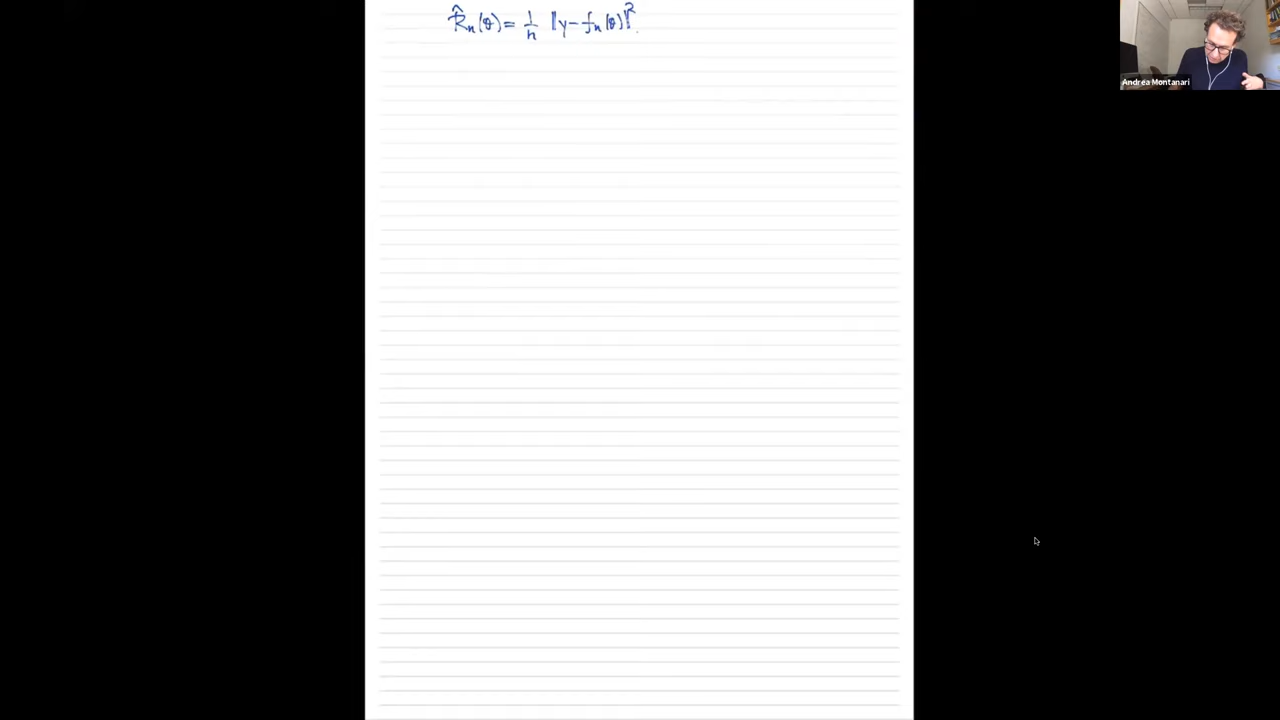 R̂ₙ(θ) = 1/n ‖y − fₙ(θ)‖².
Andrea Montanari